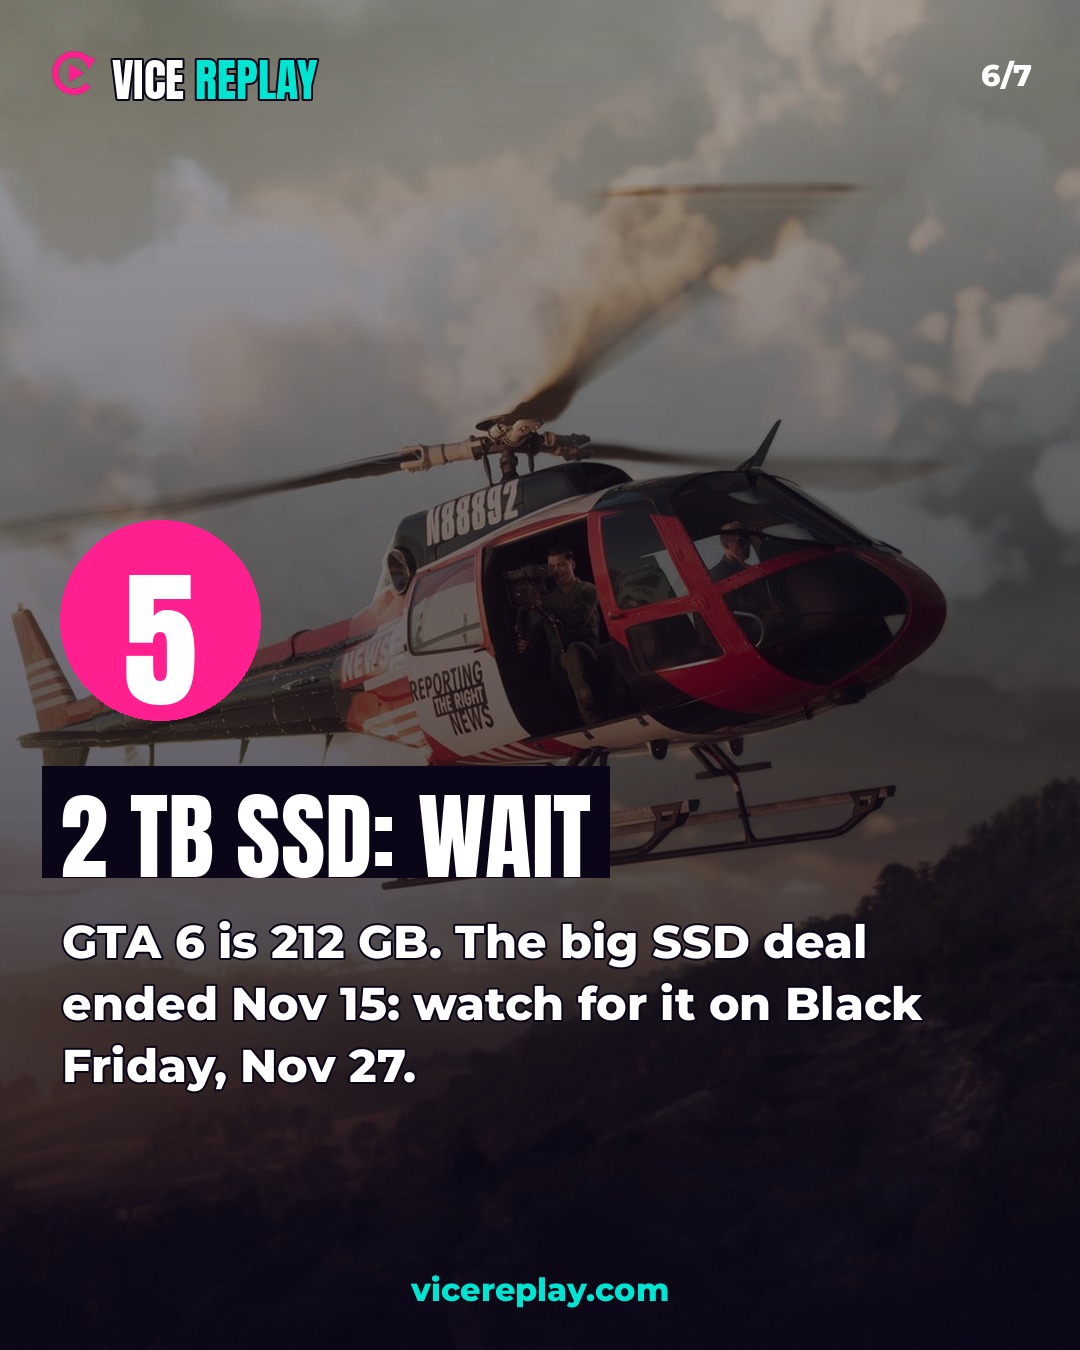 VICE REPLAY
6/7
N88892
NEWS
REPORTING
THE RIGHT
NEWS
5
2 TB SSD: WAIT
GTA 6 is 212 GB. The big SSD deal
ended Nov 15: watch for it on Black
Friday, Nov 27.
vicereplay.com